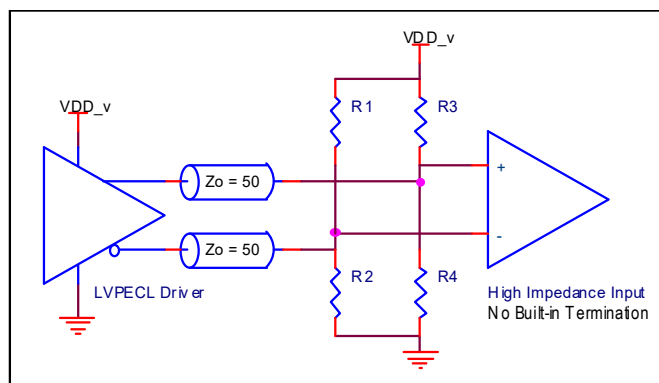 VDD_v
VDD_v
R1
R3
Zo = 50
+
Zo = 50
-
R2
R4
LVPECL Driver
High Impedance Input
No Built-in Termination